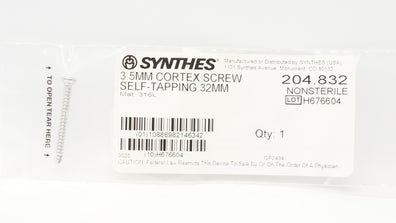 SYNTHES
Manufactured or Distributed by SYNTHES (USA)
1101 Synthes Avenue, Monument, CO 80132
3.5MM CORTEX SCREW
SELF-TAPPING 32MM
Mat: 316L
204.832
NONSTERILE
LOT H676604
(01)10886982146342
Qty: 1
(10)H676604
GP2434
CAUTION: Federal Law Restricts This Device To Sale By Or On The Order Of A Physician
TO OPEN TEAR HERE